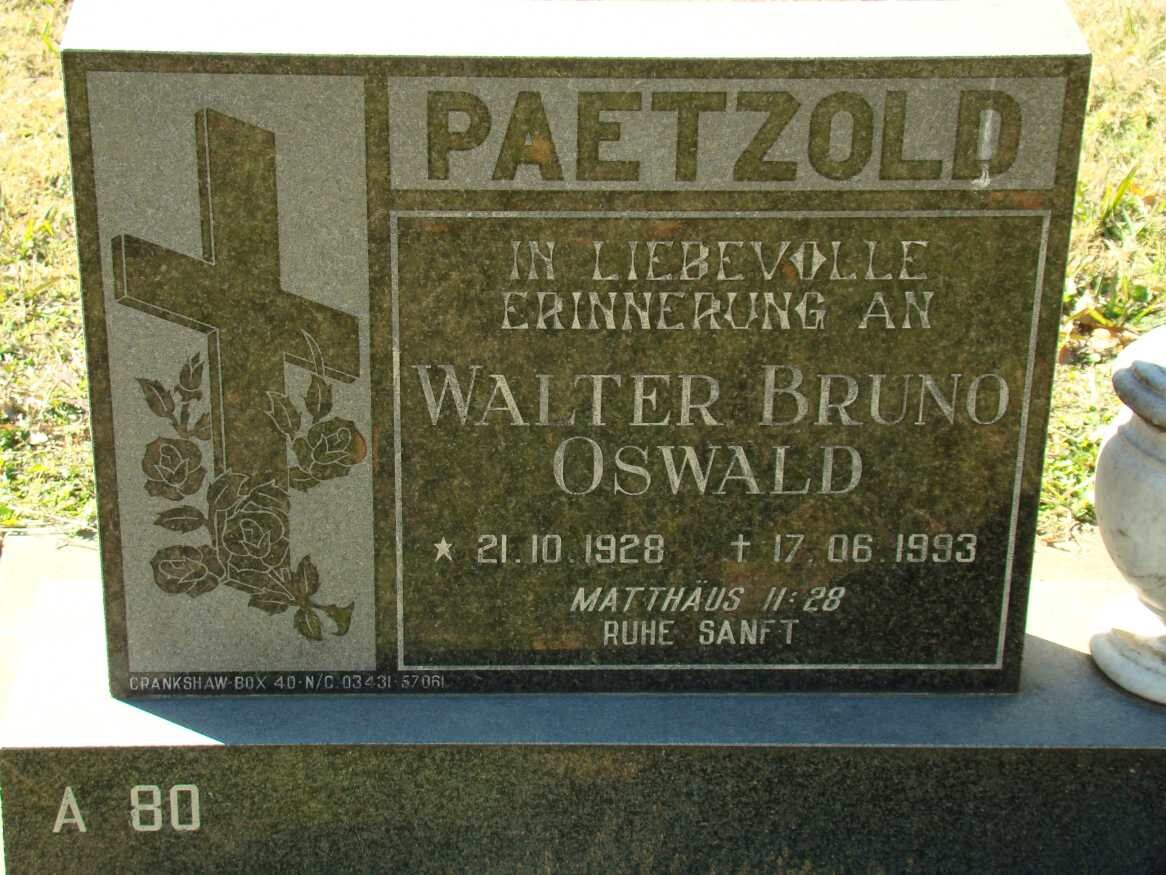 PAETZOLD
IN LIEBEVOLLE
ERINNERUNG AN
WALTER BRUNO
OSWALD
★ 21.10.1928 ✝ 17.06.1993
MATTHÄUS 11:28
RUHE SANFT
CRANKSHAW-BOX 40-N/C.03431-57061
A 80